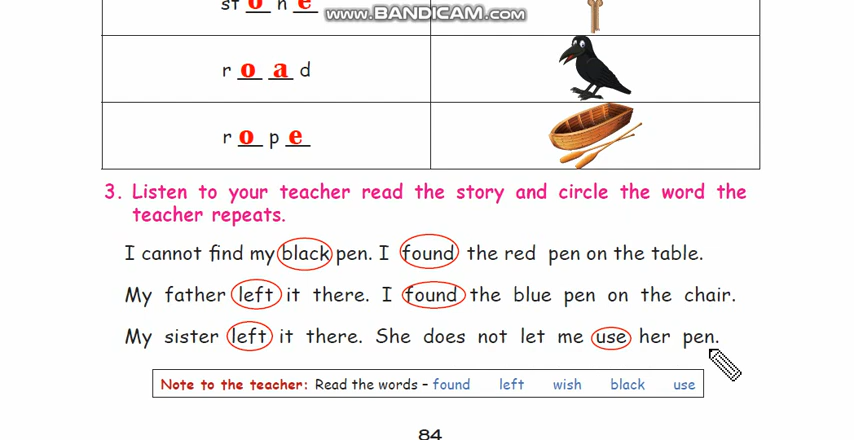 st o n e
www.BANDICAM.com
r o a d
r o p e
3. Listen to your teacher read the story and circle the word the
teacher repeats.
I cannot find my black pen. I found the red pen on the table.
My father left it there. I found the blue pen on the chair.
My sister left it there. She does not let me use her pen.
Note to the teacher: Read the words – found left wish black use
84